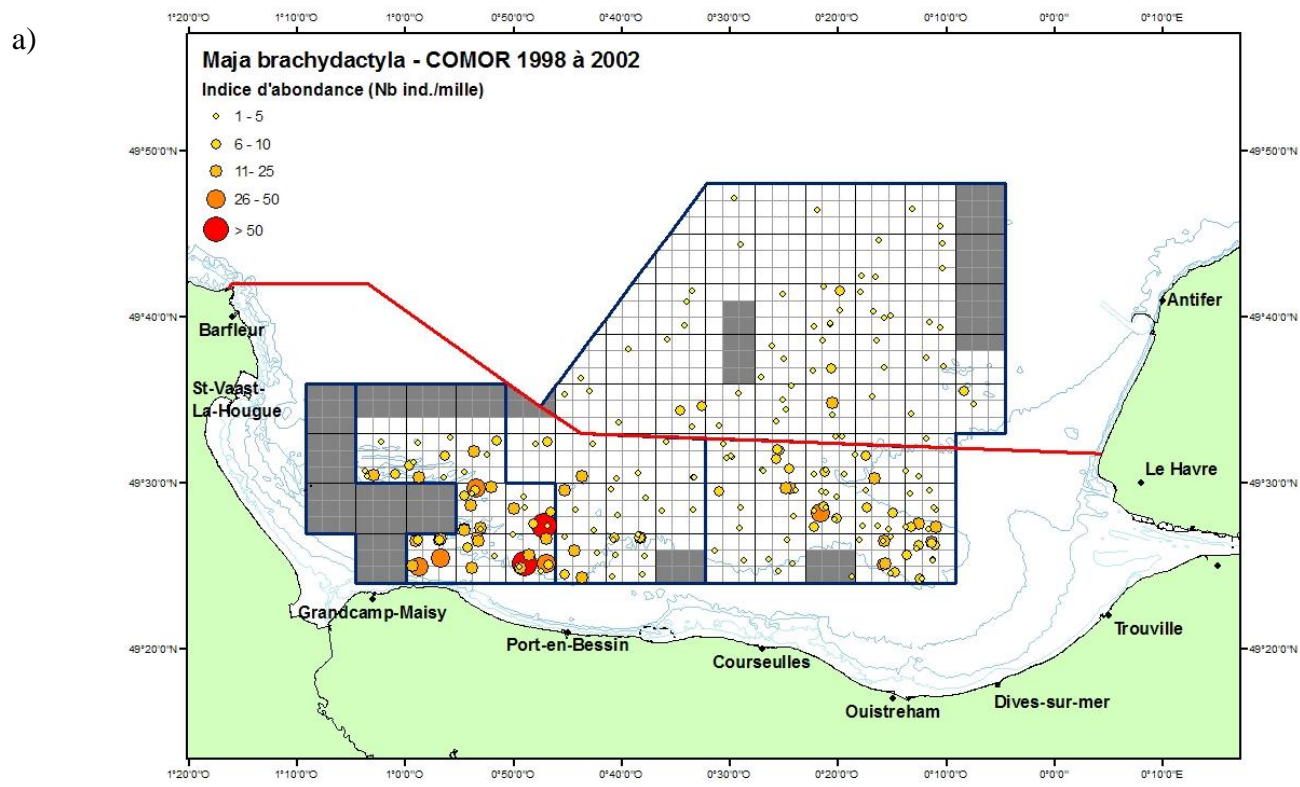 a)
1°20'0"O 1°10'0"O 1°0'0"O 0°50'0"O 0°40'0"O 0°30'0"O 0°20'0"O 0°10'0"O 0°0'0"O 0°10'0"E
Maja brachydactyla - COMOR 1998 à 2002
Indice d'abondance (Nb ind./mille)
1 - 5
6 - 10
11 - 25
26 - 50
> 50
49°50'0"N 49°50'0"N
Antifer
49°40'0"N 49°40'0"N
Barfleur
St-Vaast-
La-Hougue
Le Havre
49°30'0"N 49°30'0"N
Grandcamp-Maisy
Trouville
Port-en-Bessin
49°20'0"N 49°20'0"N
Courseulles
Dives-sur-mer
Ouistreham
1°20'0"O 1°10'0"O 1°0'0"O 0°50'0"O 0°40'0"O 0°30'0"O 0°20'0"O 0°10'0"O 0°0'0"O 0°10'0"E